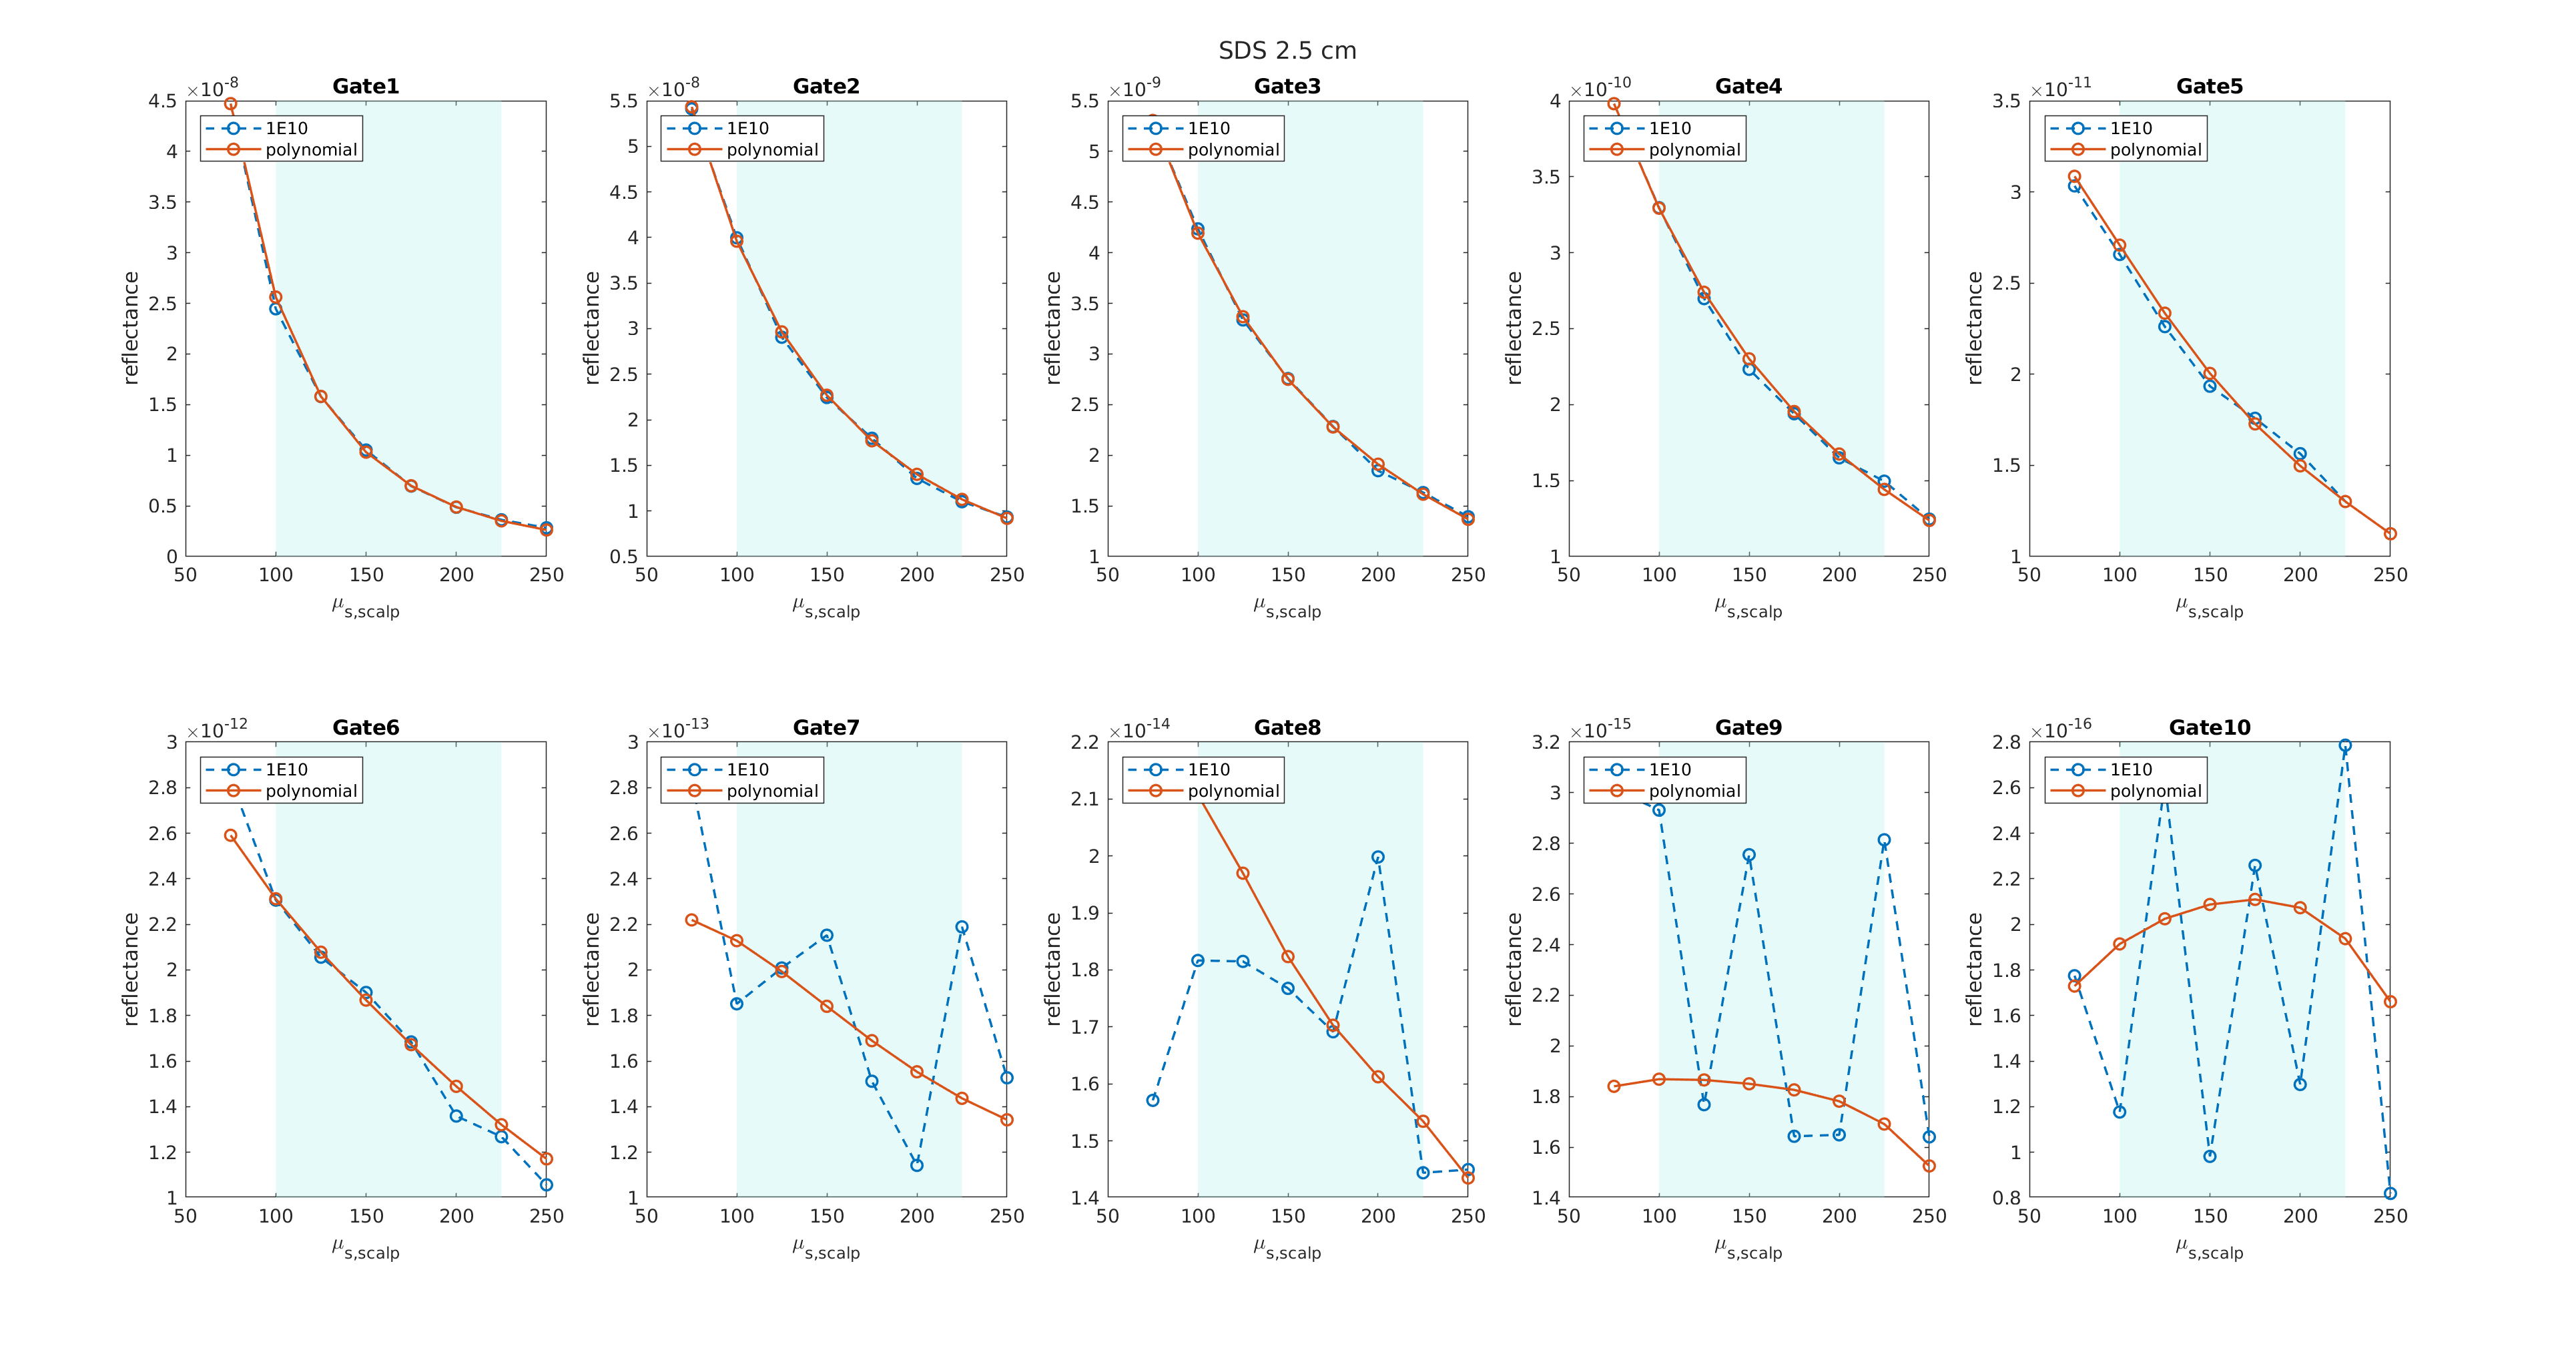 SDS 2.5 cm
Gate1
×10-8
4.5
4
3.5
3
2.5
2
1.5
1
0.5
0
reflectance
1E10
polynomial
50 100 150 200 250
μs,scalp
Gate2
×10-8
5.5
5
4.5
4
3.5
3
2.5
2
1.5
1
0.5
reflectance
1E10
polynomial
50 100 150 200 250
μs,scalp
Gate3
×10-9
5.5
5
4.5
4
3.5
3
2.5
2
1.5
1
reflectance
1E10
polynomial
50 100 150 200 250
μs,scalp
Gate4
×10-10
4
3.5
3
2.5
2
1.5
1
reflectance
1E10
polynomial
50 100 150 200 250
μs,scalp
Gate5
×10-11
3.5
3
2.5
2
1.5
1
reflectance
1E10
polynomial
50 100 150 200 250
μs,scalp
Gate6
×10-12
3
2.8
2.6
2.4
2.2
2
1.8
1.6
1.4
1.2
1
reflectance
1E10
polynomial
50 100 150 200 250
μs,scalp
Gate7
×10-13
3
2.8
2.6
2.4
2.2
2
1.8
1.6
1.4
1.2
1
reflectance
1E10
polynomial
50 100 150 200 250
μs,scalp
Gate8
×10-14
2.2
2.1
2
1.9
1.8
1.7
1.6
1.5
1.4
reflectance
1E10
polynomial
50 100 150 200 250
μs,scalp
Gate9
×10-15
3.2
3
2.8
2.6
2.4
2.2
2
1.8
1.6
1.4
reflectance
1E10
polynomial
50 100 150 200 250
μs,scalp
Gate10
×10-16
2.8
2.6
2.4
2.2
2
1.8
1.6
1.4
1.2
1
0.8
reflectance
1E10
polynomial
50 100 150 200 250
μs,scalp